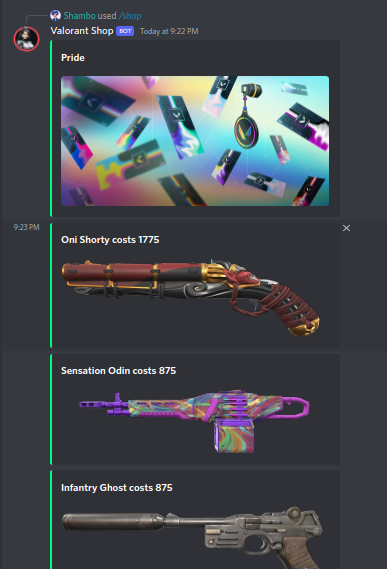 Shambo used /shop
Valorant Shop BOT Today at 9:22 PM
Pride
9:23 PM
Oni Shorty costs 1775
Sensation Odin costs 875
Infantry Ghost costs 875